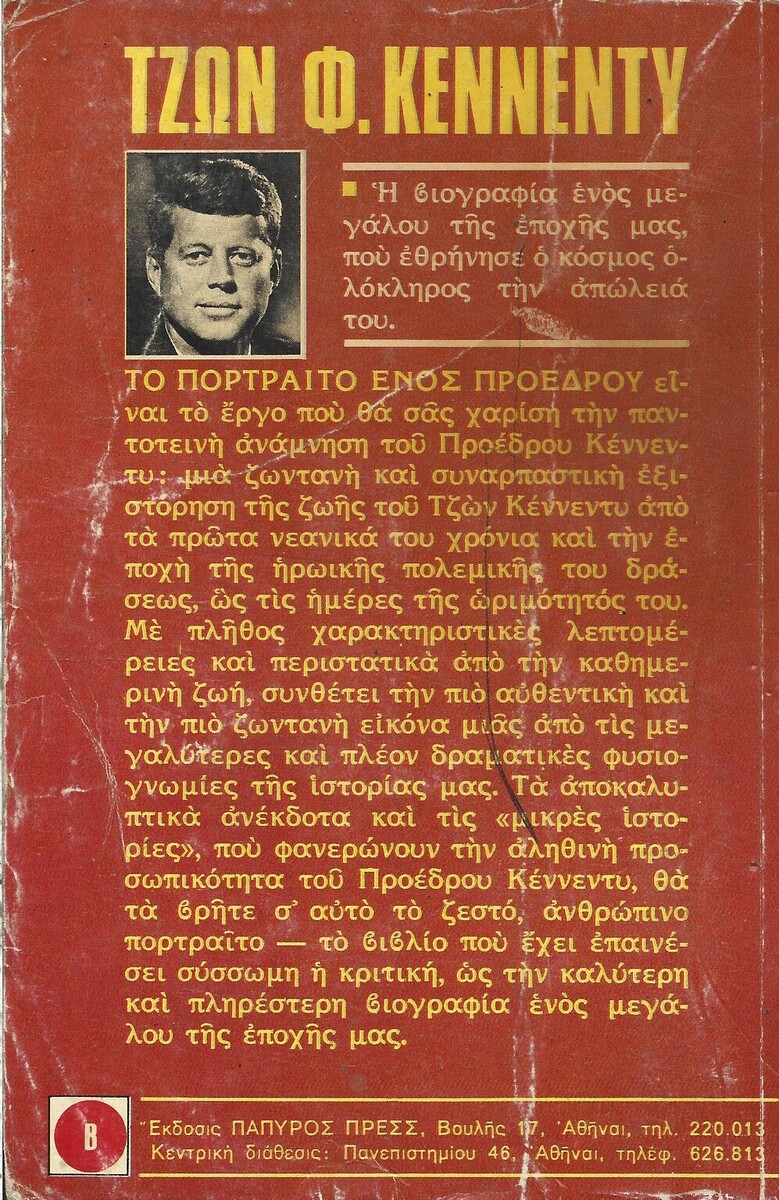 ΤΖΩΝ Φ. ΚΕΝΝΕΝΤΥ
Ἡ βιογραφία ἑνὸς με-
γάλου τῆς ἐποχῆς μας,
ποὺ ἐθρήνησε ὁ κόσμος ὁ-
λόκληρος τὴν ἀπώλειά
του.
ΤΟ ΠΟΡΤΡΑΙΤΟ ΕΝΟΣ ΠΡΟΕΔΡΟΥ εἶ-
ναι τὸ ἔργο ποὺ θὰ σᾶς χαρίση τὴν παν-
τοτεινὴ ἀνάμνηση τοῦ Προέδρου Κέννεν-
τυ: μιὰ ζωντανὴ καὶ συναρπαστικὴ ἐξι-
στόρηση τῆς ζωῆς τοῦ Τζὼν Κέννεντυ ἀπὸ
τὰ πρῶτα νεανικά του χρόνια καὶ τὴν ἐ-
ποχὴ τῆς ἡρωικῆς πολεμικῆς του δρά-
σεως, ὣς τὶς ἡμέρες τῆς ὡριμότητός του.
Μὲ πλῆθος χαρακτηριστικὲς λεπτομέ-
ρειες καὶ περιστατικὰ ἀπὸ τὴν καθημε-
ρινὴ ζωή, συνθέτει τὴν πιὸ αὐθεντικὴ καὶ
τὴν πιὸ ζωντανὴ εἰκόνα μιᾶς ἀπὸ τὶς με-
γαλύτερες καὶ πλέον δραματικὲς φυσιο-
γνωμίες τῆς ἱστορίας μας. Τὰ ἀποκαλυ-
πτικὰ ἀνέκδοτα καὶ τὶς «μικρὲς ἱστο-
ρίες», ποὺ φανερώνουν τὴν ἀληθινὴ προ-
σωπικότητα τοῦ Προέδρου Κέννεντυ, θὰ
τὰ βρῆτε σ' αὐτὸ τὸ ζεστό, ἀνθρώπινο
πορτραῖτο — τὸ βιβλίο ποὺ ἔχει ἐπαινέ-
σει σύσσωμη ἡ κριτική, ὡς τὴν καλύτερη
καὶ πληρέστερη βιογραφία ἑνὸς μεγά-
λου τῆς ἐποχῆς μας.
Β
Ἔκδοσις ΠΑΠΥΡΟΣ ΠΡΕΣΣ, Βουλῆς 17, Ἀθῆναι, τηλ. 220.013
Κεντρικὴ διάθεσις: Πανεπιστημίου 46, Ἀθῆναι, τηλέφ. 626.813